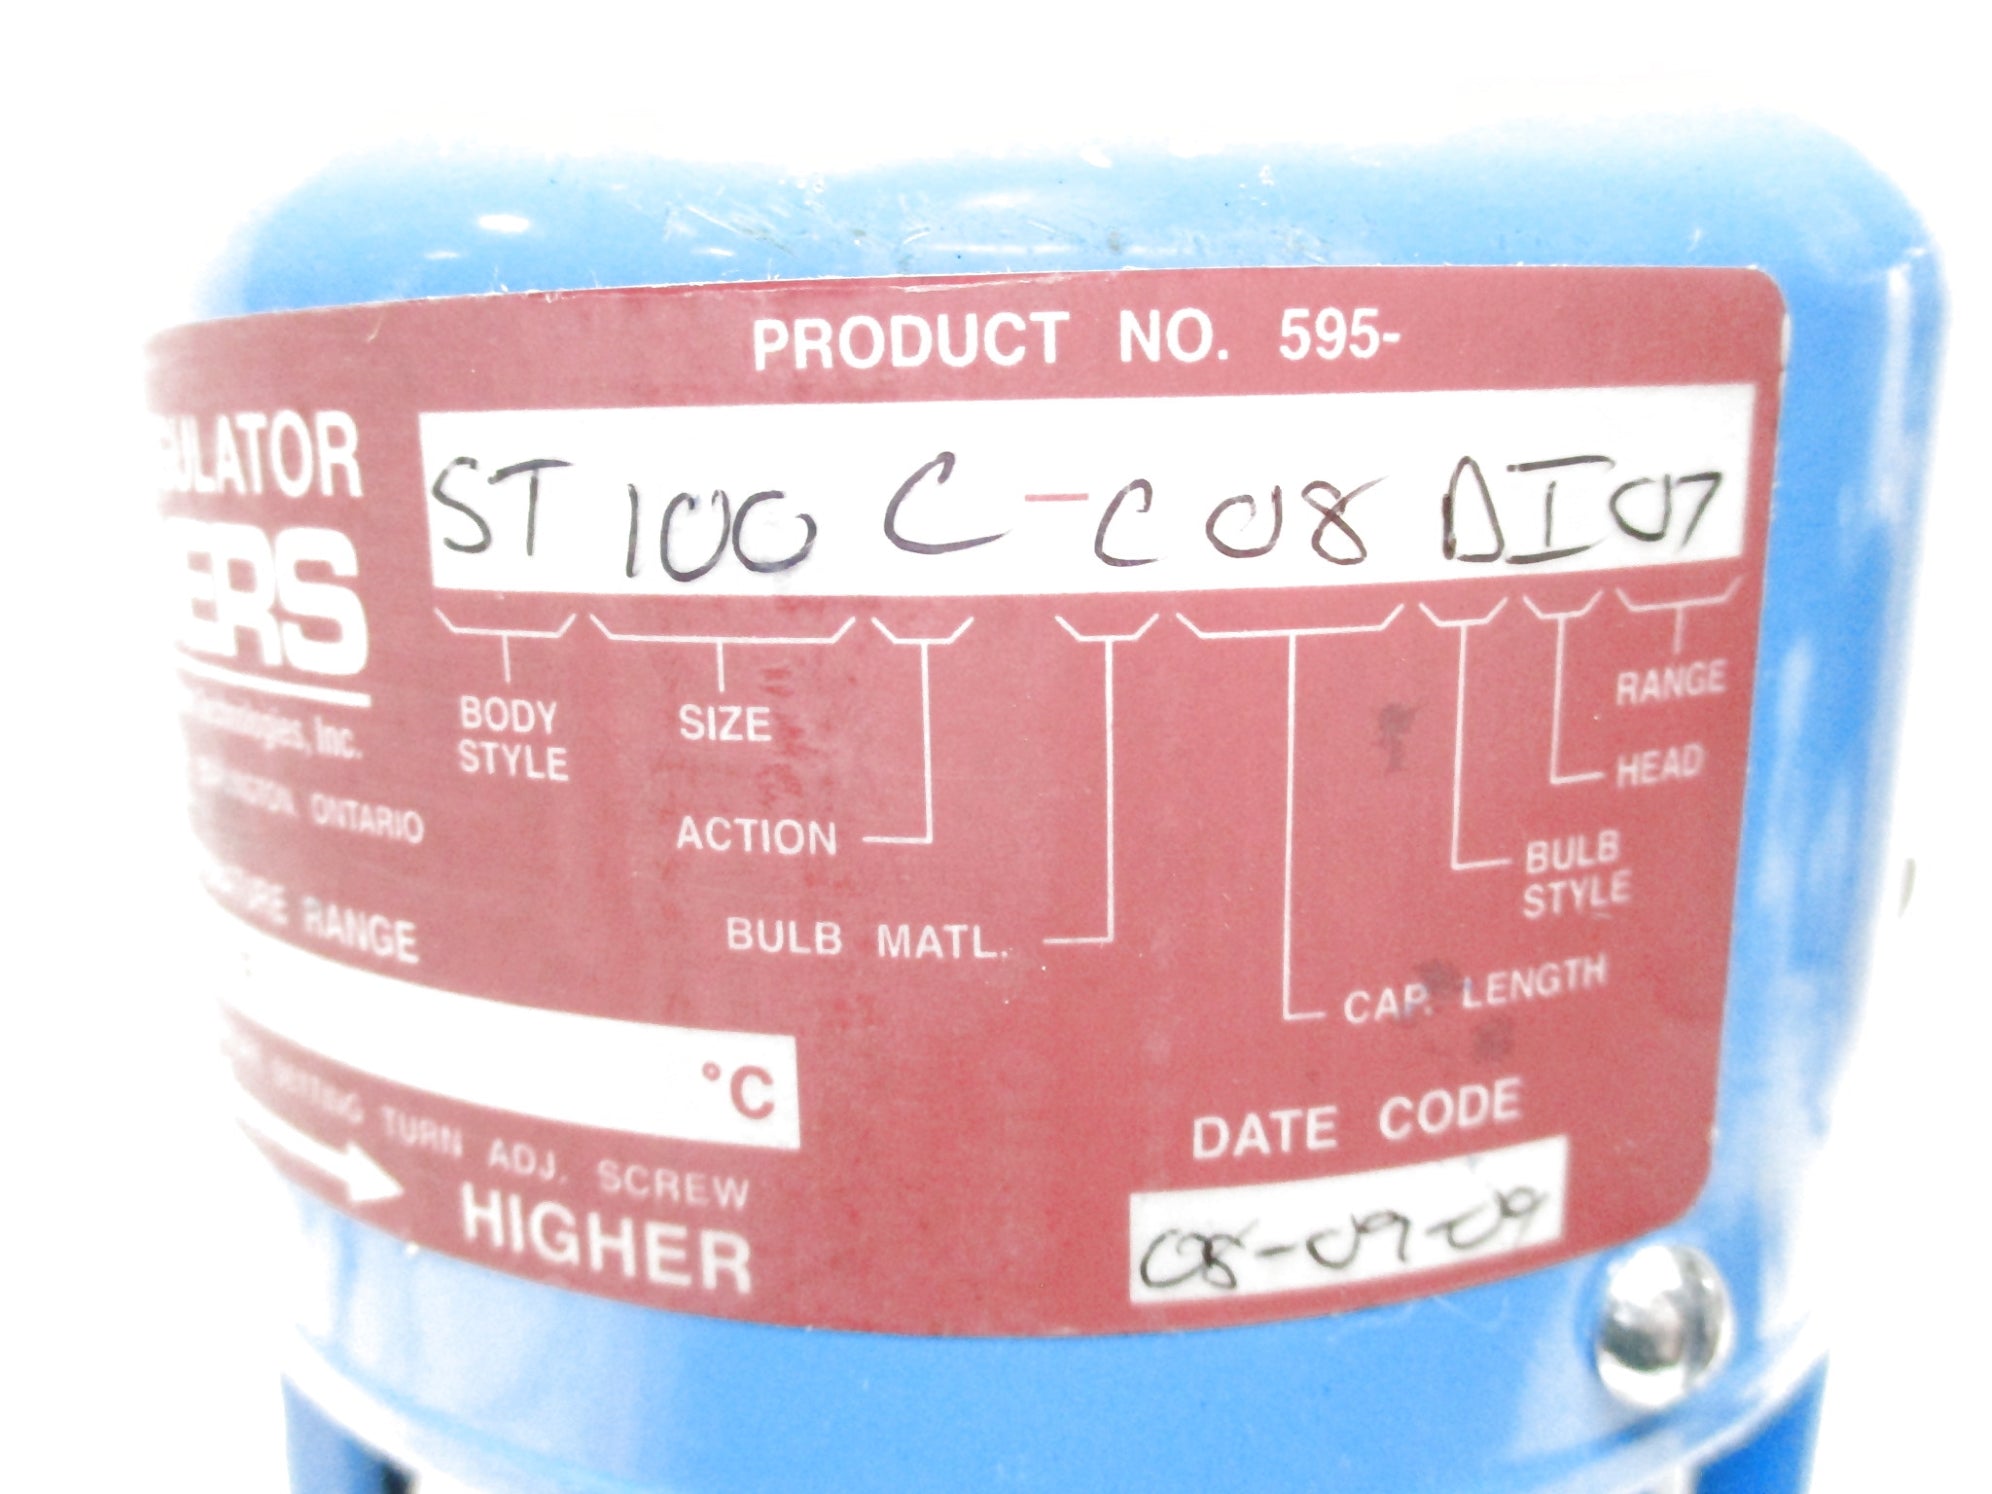 PRODUCT NO. 595-
ULATOR
ST 100 C - C 08 D I 07
ERS
Technologies, Inc.
ONTARIO
BODY
STYLE
SIZE
ACTION
BULB MATL.
RANGE
HEAD
BULB
STYLE
CAP. LENGTH
RANGE
°C
TURN ADJ. SCREW
HIGHER
DATE CODE
08-09-09